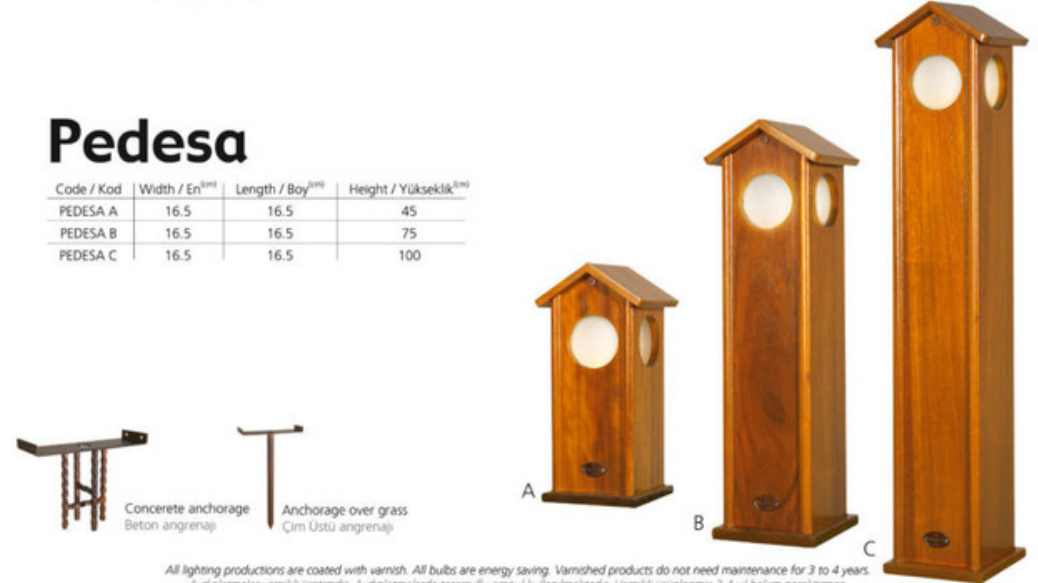 Pedesa
Code / Kod Width / En(cm) Length / Boy(cm) Height / Yükseklik(cm)
PEDESA A 16.5 16.5 45
PEDESA B 16.5 16.5 75
PEDESA C 16.5 16.5 100
A
B
C
Concerete anchorage
Beton angrenajı
Anchorage over grass
Çim Üstü angrenajı
All lighting productions are coated with varnish. All bulbs are energy saving. Varnished products do not need maintenance for 3 to 4 years.